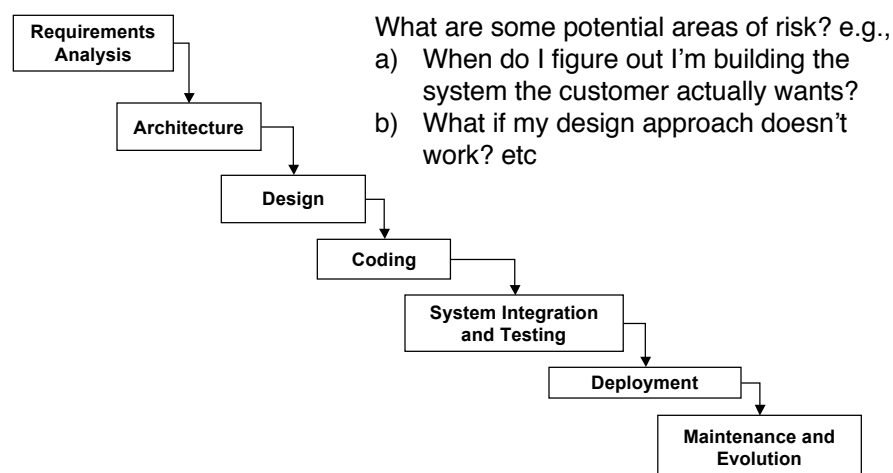 What are some potential areas of risk? e.g.,
a) When do I figure out I’m building the
system the customer actually wants?
b) What if my design approach doesn’t
work? etc
Requirements
Analysis
Architecture
Design
Coding
System Integration
and Testing
Deployment
Maintenance and
Evolution